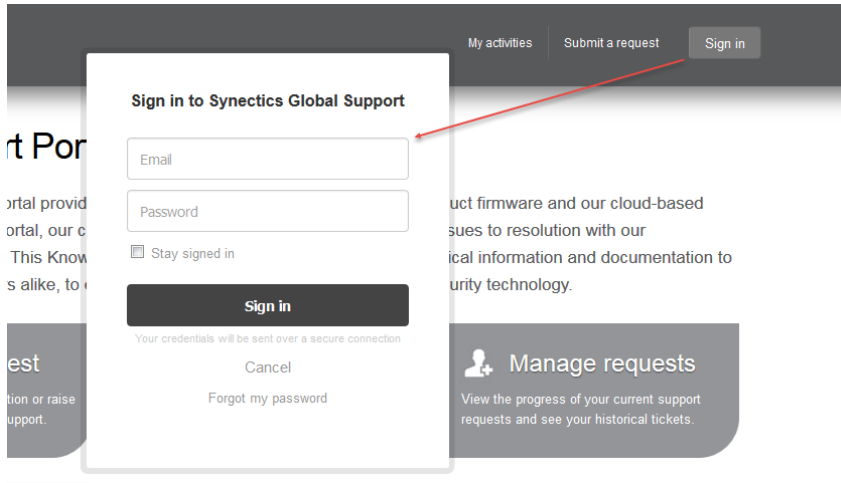 My activities
Submit a request
Sign in
Sign in to Synectics Global Support
Email
Password
Stay signed in
Sign in
Your credentials will be sent over a secure connection
Cancel
Forgot my password
rt Por
ortal provid
uct firmware and our cloud-based
ortal, our c
sues to resolution with our
This Know
ical information and documentation to
s alike, to
urity technology.
est
tion or raise
upport.
Manage requests
View the progress of your current support
requests and see your historical tickets.